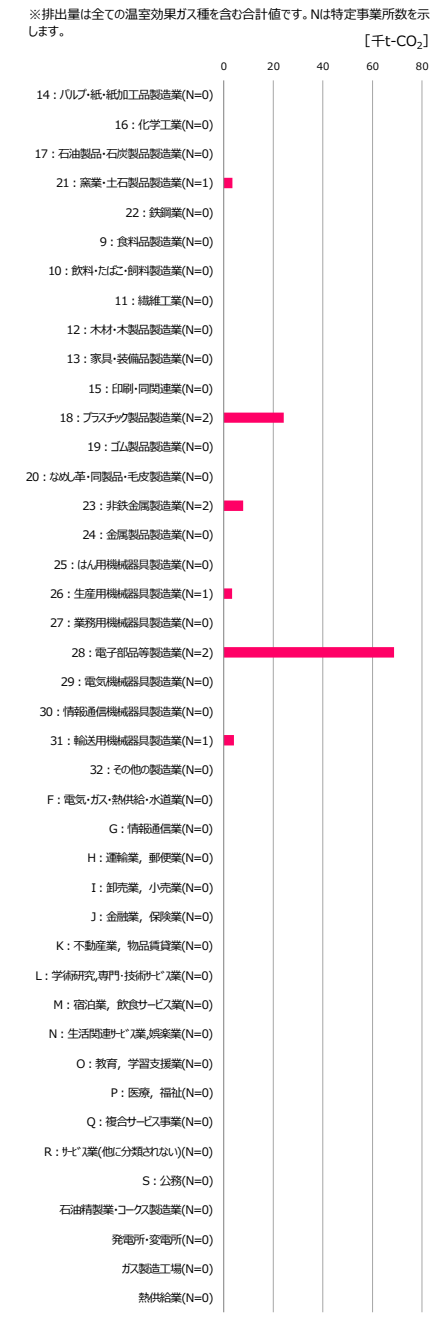 ※排出量は全ての温室効果ガス種を含む合計値です。Nは特定事業所数を示
します。
[千t-CO₂]
0 20 40 60 80
14：パルプ・紙・紙加工品製造業(N=0)
16：化学工業(N=0)
17：石油製品・石炭製品製造業(N=0)
21：窯業・土石製品製造業(N=1)
22：鉄鋼業(N=0)
9：食料品製造業(N=0)
10：飲料・たばこ・飼料製造業(N=0)
11：繊維工業(N=0)
12：木材・木製品製造業(N=0)
13：家具・装備品製造業(N=0)
15：印刷・同関連業(N=0)
18：プラスチック製品製造業(N=2)
19：ゴム製品製造業(N=0)
20：なめし革・同製品・毛皮製造業(N=0)
23：非鉄金属製造業(N=2)
24：金属製品製造業(N=0)
25：はん用機械器具製造業(N=0)
26：生産用機械器具製造業(N=1)
27：業務用機械器具製造業(N=0)
28：電子部品等製造業(N=2)
29：電気機械器具製造業(N=0)
30：情報通信機械器具製造業(N=0)
31：輸送用機械器具製造業(N=1)
32：その他の製造業(N=0)
F：電気・ガス・熱供給・水道業(N=0)
G：情報通信業(N=0)
H：運輸業，郵便業(N=0)
I：卸売業，小売業(N=0)
J：金融業，保険業(N=0)
K：不動産業，物品賃貸業(N=0)
L：学術研究,専門・技術ｻｰﾋﾞｽ業(N=0)
M：宿泊業，飲食サービス業(N=0)
N：生活関連ｻｰﾋﾞｽ業,娯楽業(N=0)
O：教育，学習支援業(N=0)
P：医療，福祉(N=0)
Q：複合サービス事業(N=0)
R：ｻｰﾋﾞｽ業(他に分類されない)(N=0)
S：公務(N=0)
石油精製業・コークス製造業(N=0)
発電所・変電所(N=0)
ガス製造工場(N=0)
熱供給業(N=0)